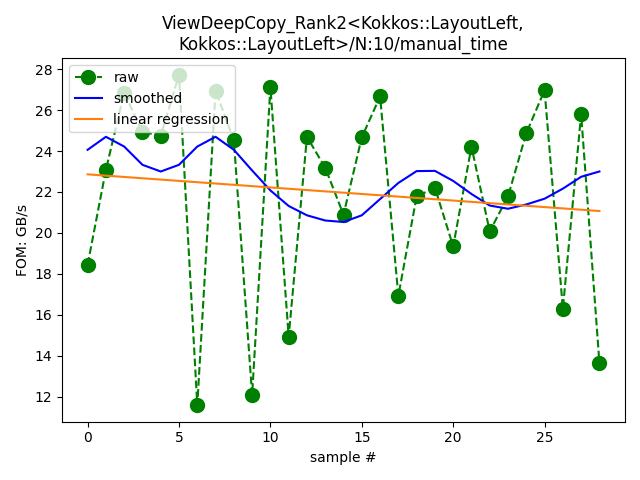 ViewDeepCopy_Rank2<Kokkos::LayoutLeft,
Kokkos::LayoutLeft>/N:10/manual_time
raw
smoothed
linear regression
FOM: GB/s
28
26
24
22
20
18
16
14
12
0 5 10 15 20 25
sample #